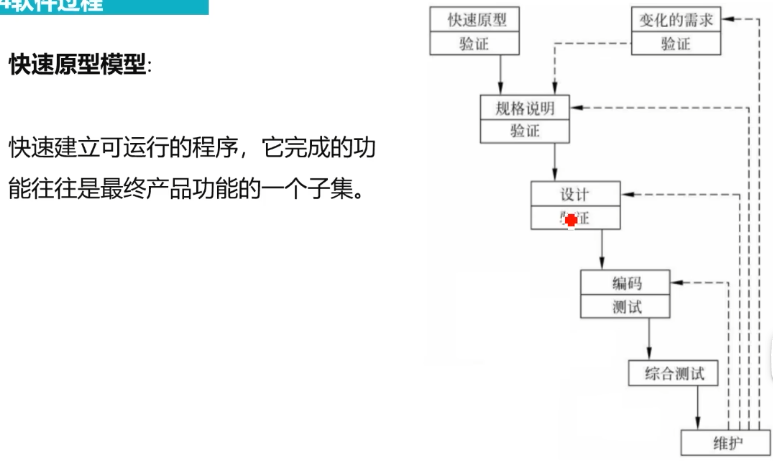 4软件过程
快速原型模型:
快速建立可运行的程序，它完成的功
能往往是最终产品功能的一个子集。
快速原型
验证
变化的需求
验证
规格说明
验证
设计
验证
编码
测试
综合测试
维护